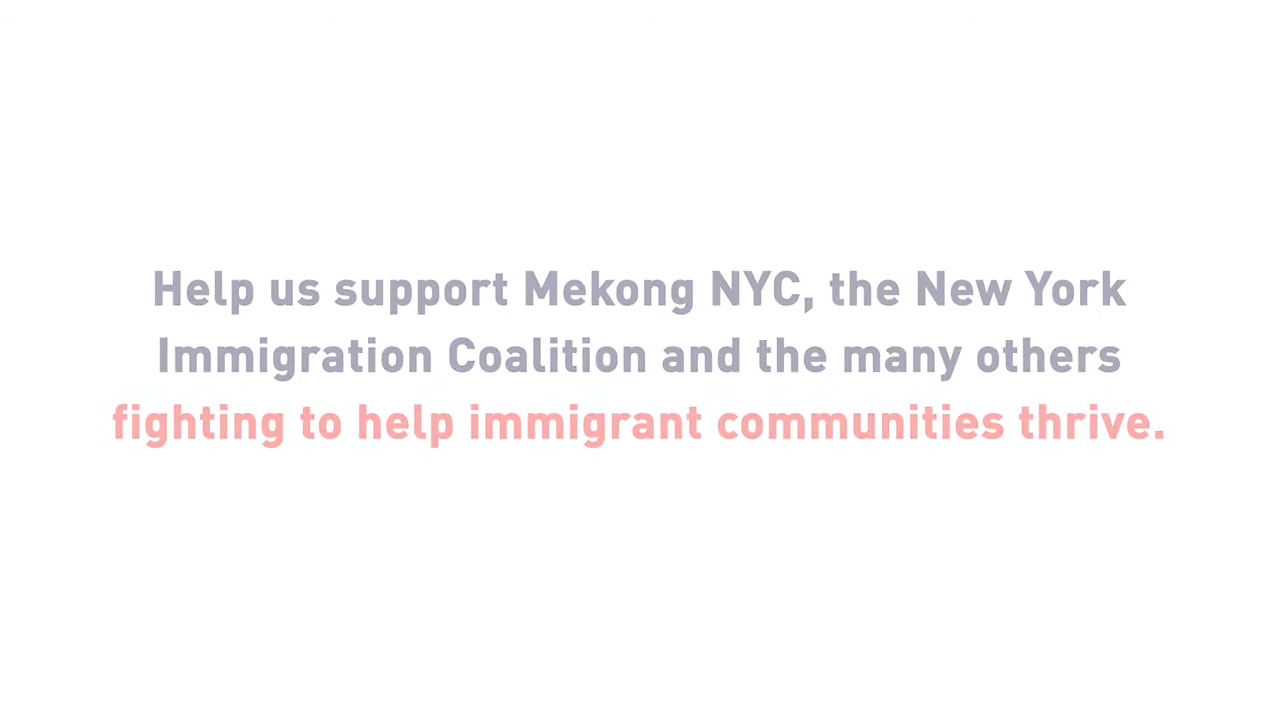 Help us support Mekong NYC, the New York
Immigration Coalition and the many others
fighting to help immigrant communities thrive.